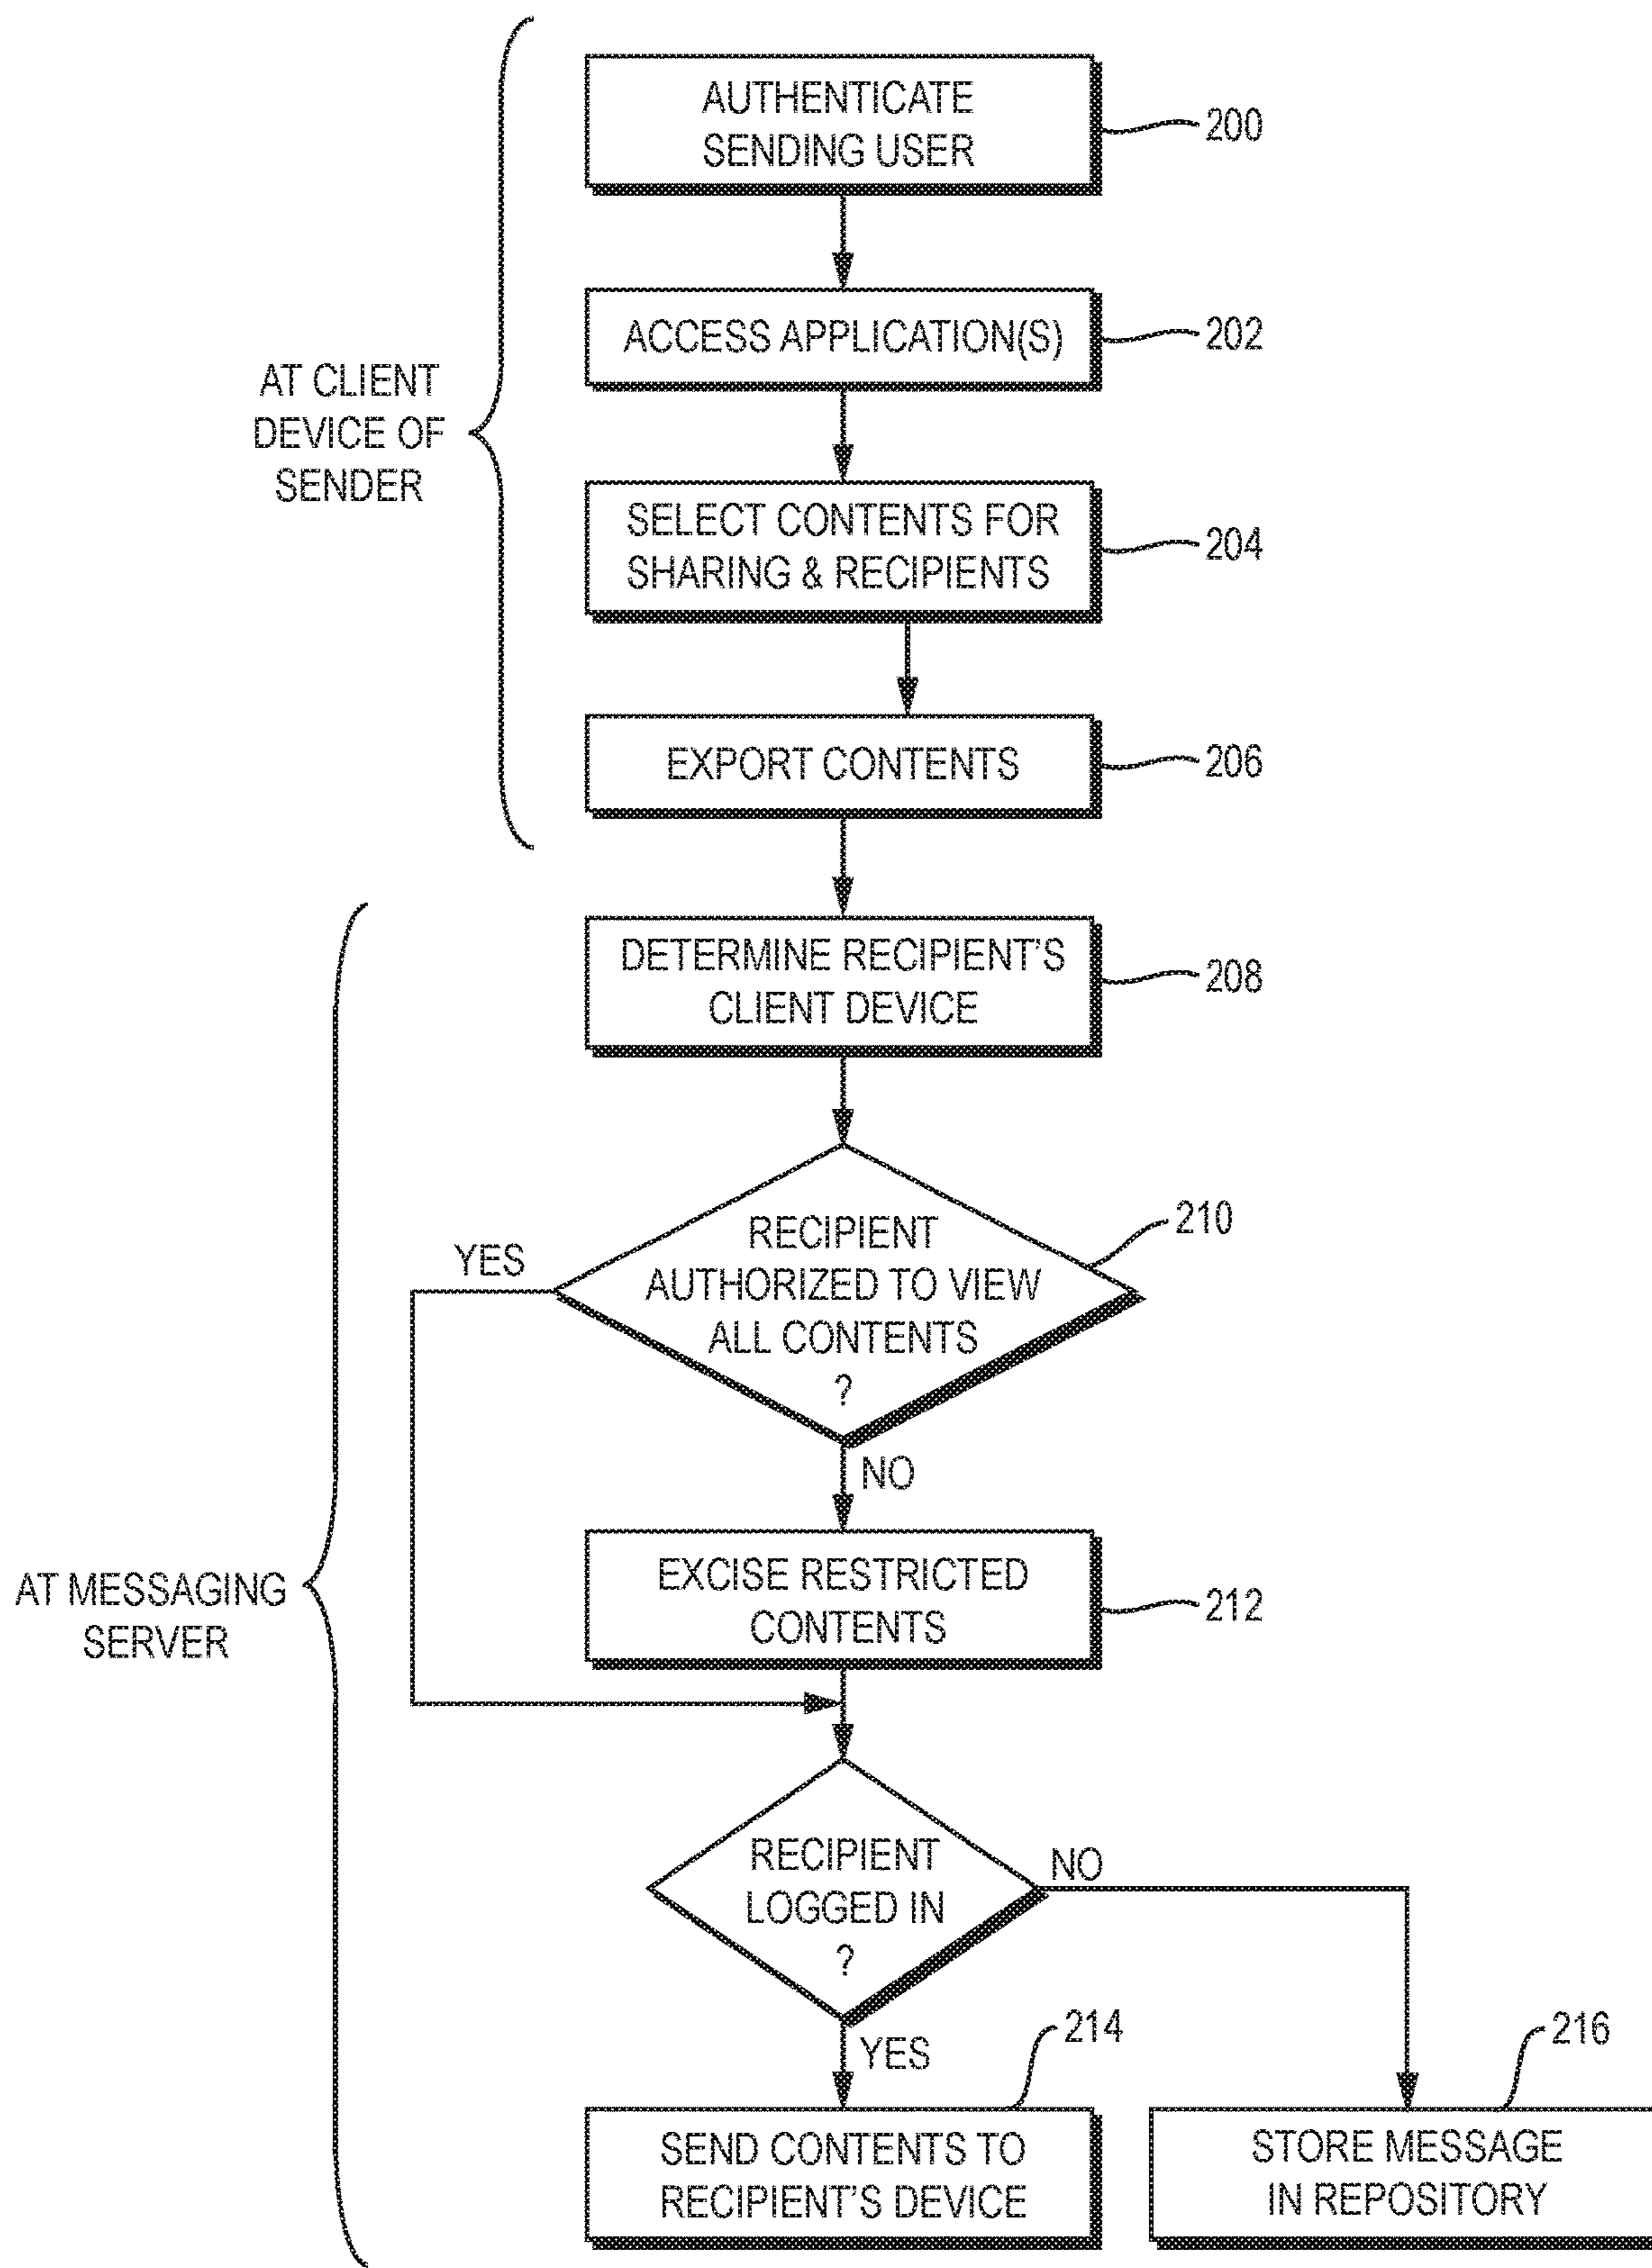 AUTHENTICATE
SENDING USER
200
ACCESS APPLICATION(S)
202
AT CLIENT
DEVICE OF
SENDER
SELECT CONTENTS FOR
SHARING & RECIPIENTS
204
EXPORT CONTENTS
206
DETERMINE RECIPIENT'S
CLIENT DEVICE
208
RECIPIENT
AUTHORIZED TO VIEW
ALL CONTENTS
?
210
YES
NO
AT MESSAGING
SERVER
EXCISE RESTRICTED
CONTENTS
212
RECIPIENT
LOGGED IN
?
NO
YES
214
216
SEND CONTENTS TO
RECIPIENT'S DEVICE
STORE MESSAGE
IN REPOSITORY